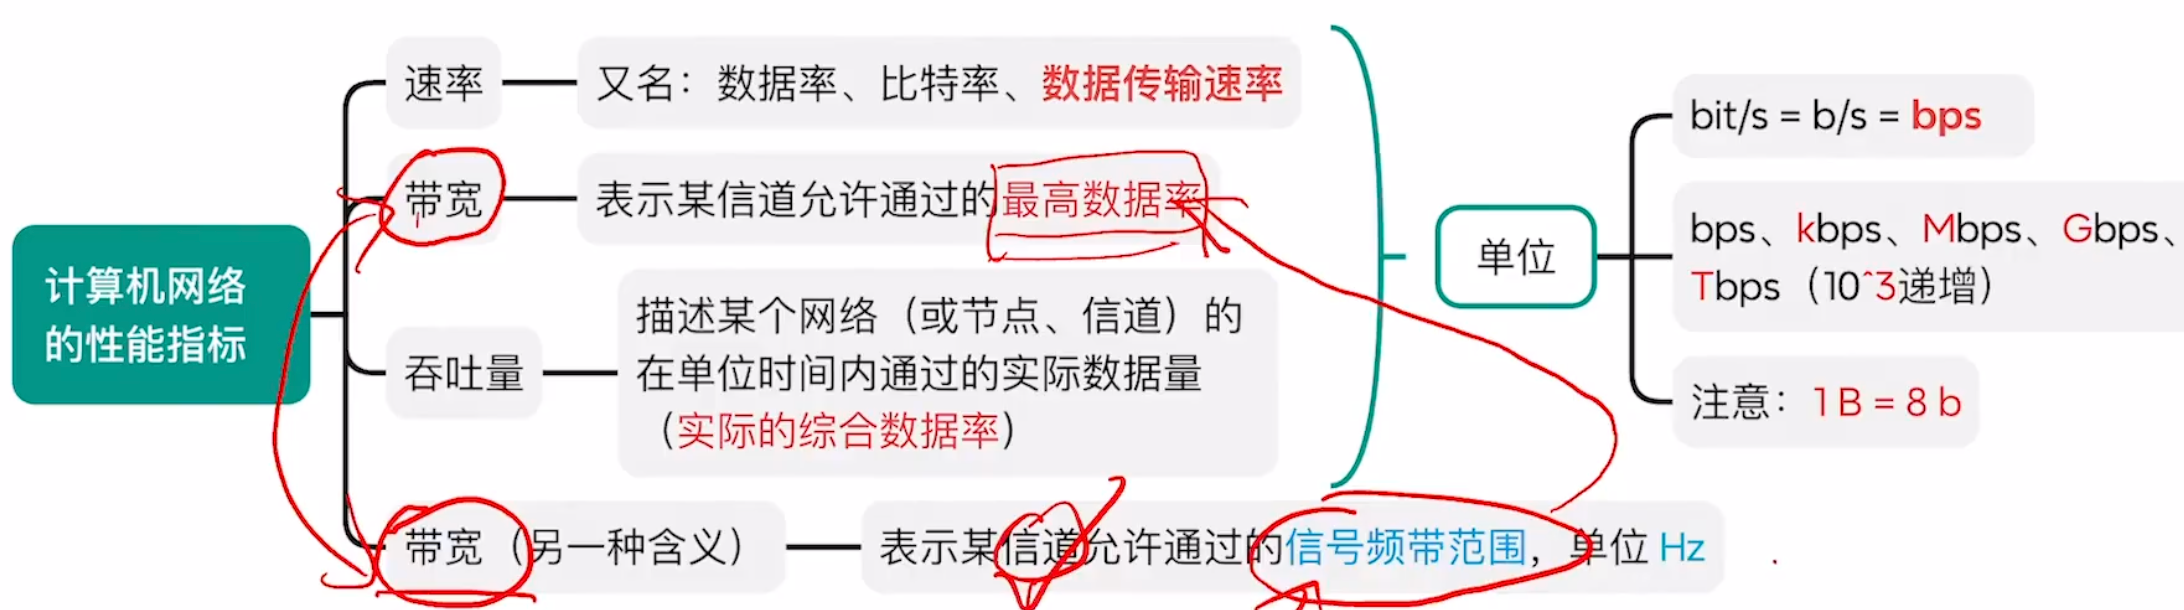 计算机网络
的性能指标
速率
又名：数据率、比特率、数据传输速率
带宽
表示某信道允许通过的最高数据率
吞吐量
描述某个网络（或节点、信道）的
在单位时间内通过的实际数据量
（实际的综合数据率）
带宽（另一种含义）
表示某信道允许通过的信号频带范围，单位 Hz
单位
bit/s = b/s = bps
bps、kbps、Mbps、Gbps、
Tbps（10^3递增）
注意：1 B = 8 b